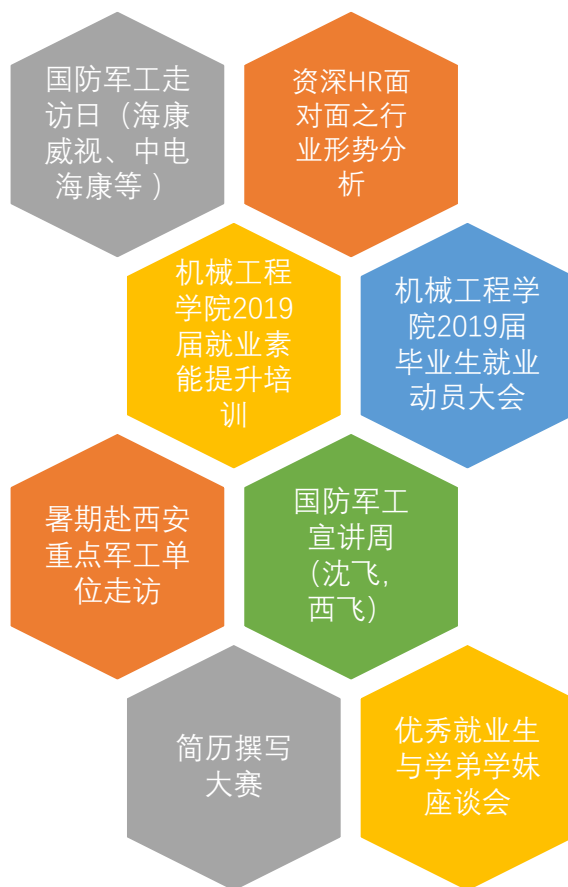 国防军工走
访日（海康
威视、中电
海康等 ）
资深HR面
对面之行
业形势分
析
机械工程
学院2019
届就业素
能提升培
训
机械工程学
院2019届
毕业生就业
动员大会
暑期赴西安
重点军工单
位走访
国防军工
宣讲周
（沈飞,
西飞）
简历撰写
大赛
优秀就业生
与学弟学妹
座谈会